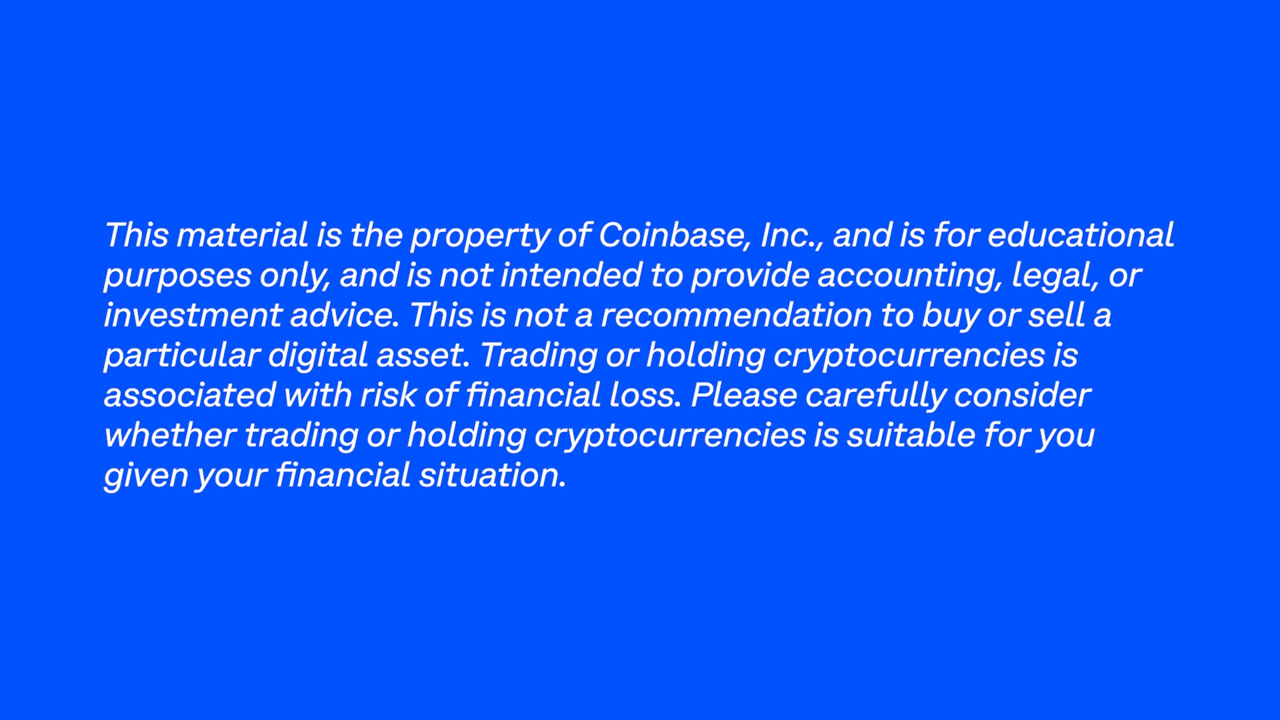 This material is the property of Coinbase, Inc., and is for educational
purposes only, and is not intended to provide accounting, legal, or
investment advice. This is not a recommendation to buy or sell a
particular digital asset. Trading or holding cryptocurrencies is
associated with risk of financial loss. Please carefully consider
whether trading or holding cryptocurrencies is suitable for you
given your financial situation.